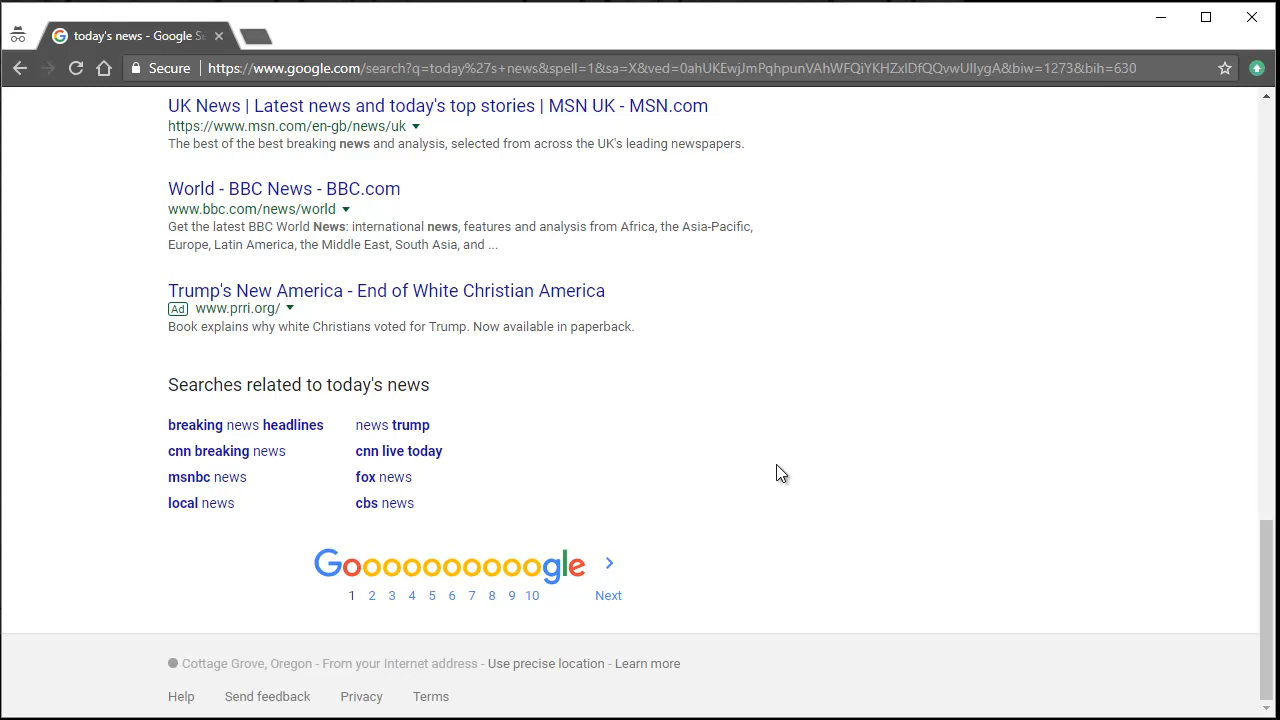 today's news - Google Se
Secure https://www.google.com/search?q=today%27s+news&spell=1&sa=X&ved=0ahUKEwjJmPqhpunVAhWFQiYKHZxIDfQQvwUIIygA&biw=1273&bih=630
UK News | Latest news and today's top stories | MSN UK - MSN.com
https://www.msn.com/en-gb/news/uk
The best of the best breaking news and analysis, selected from across the UK's leading newspapers.
World - BBC News - BBC.com
www.bbc.com/news/world
Get the latest BBC World News: international news, features and analysis from Africa, the Asia-Pacific,
Europe, Latin America, the Middle East, South Asia, and ...
Trump's New America - End of White Christian America
Ad www.prri.org/
Book explains why white Christians voted for Trump. Now available in paperback.
Searches related to today's news
breaking news headlines news trump
cnn breaking news cnn live today
msnbc news fox news
local news cbs news
Goooooooooogle
1 2 3 4 5 6 7 8 9 10 Next
Cottage Grove, Oregon - From your Internet address - Use precise location - Learn more
Help Send feedback Privacy Terms